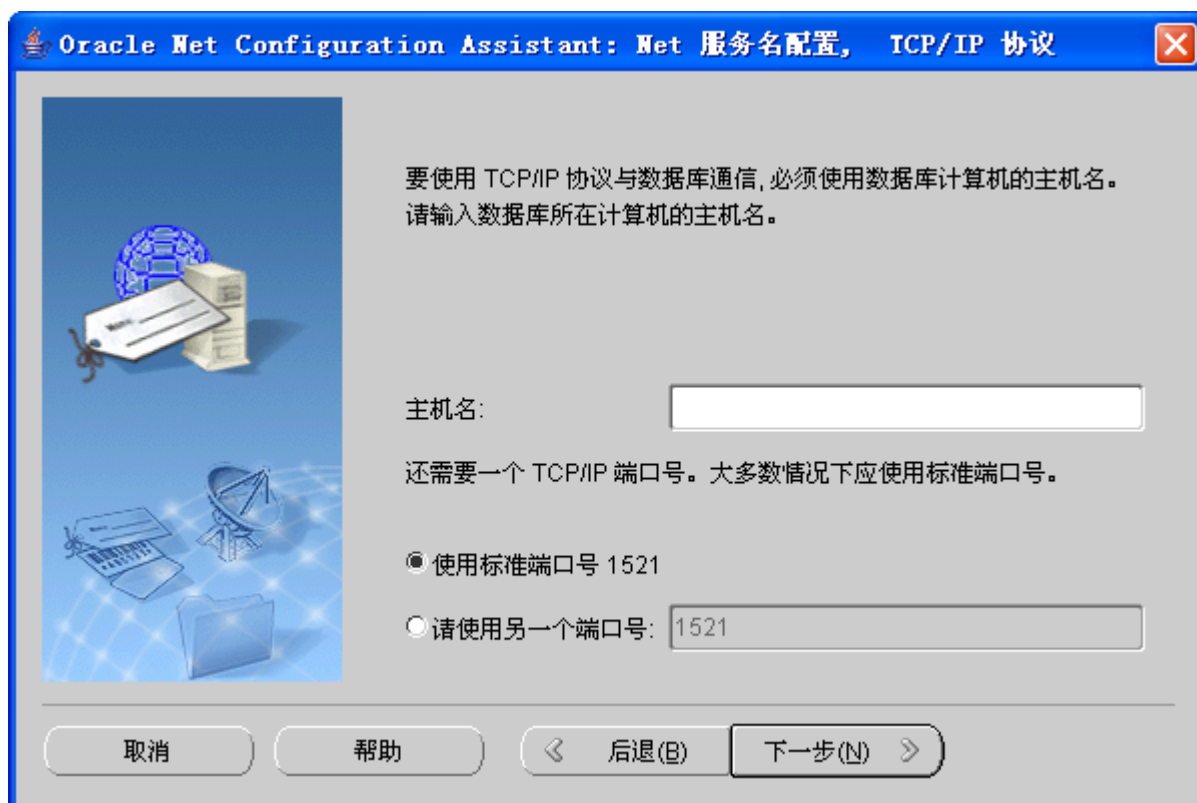 Oracle Net Configuration Assistant: Net 服务名配置, TCP/IP 协议
要使用 TCP/IP 协议与数据库通信, 必须使用数据库计算机的主机名。
请输入数据库所在计算机的主机名。
主机名:
还需要一个 TCP/IP 端口号。大多数情况下应使用标准端口号。
使用标准端口号 1521
请使用另一个端口号: 1521
取消 帮助 后退(B) 下一步(N)